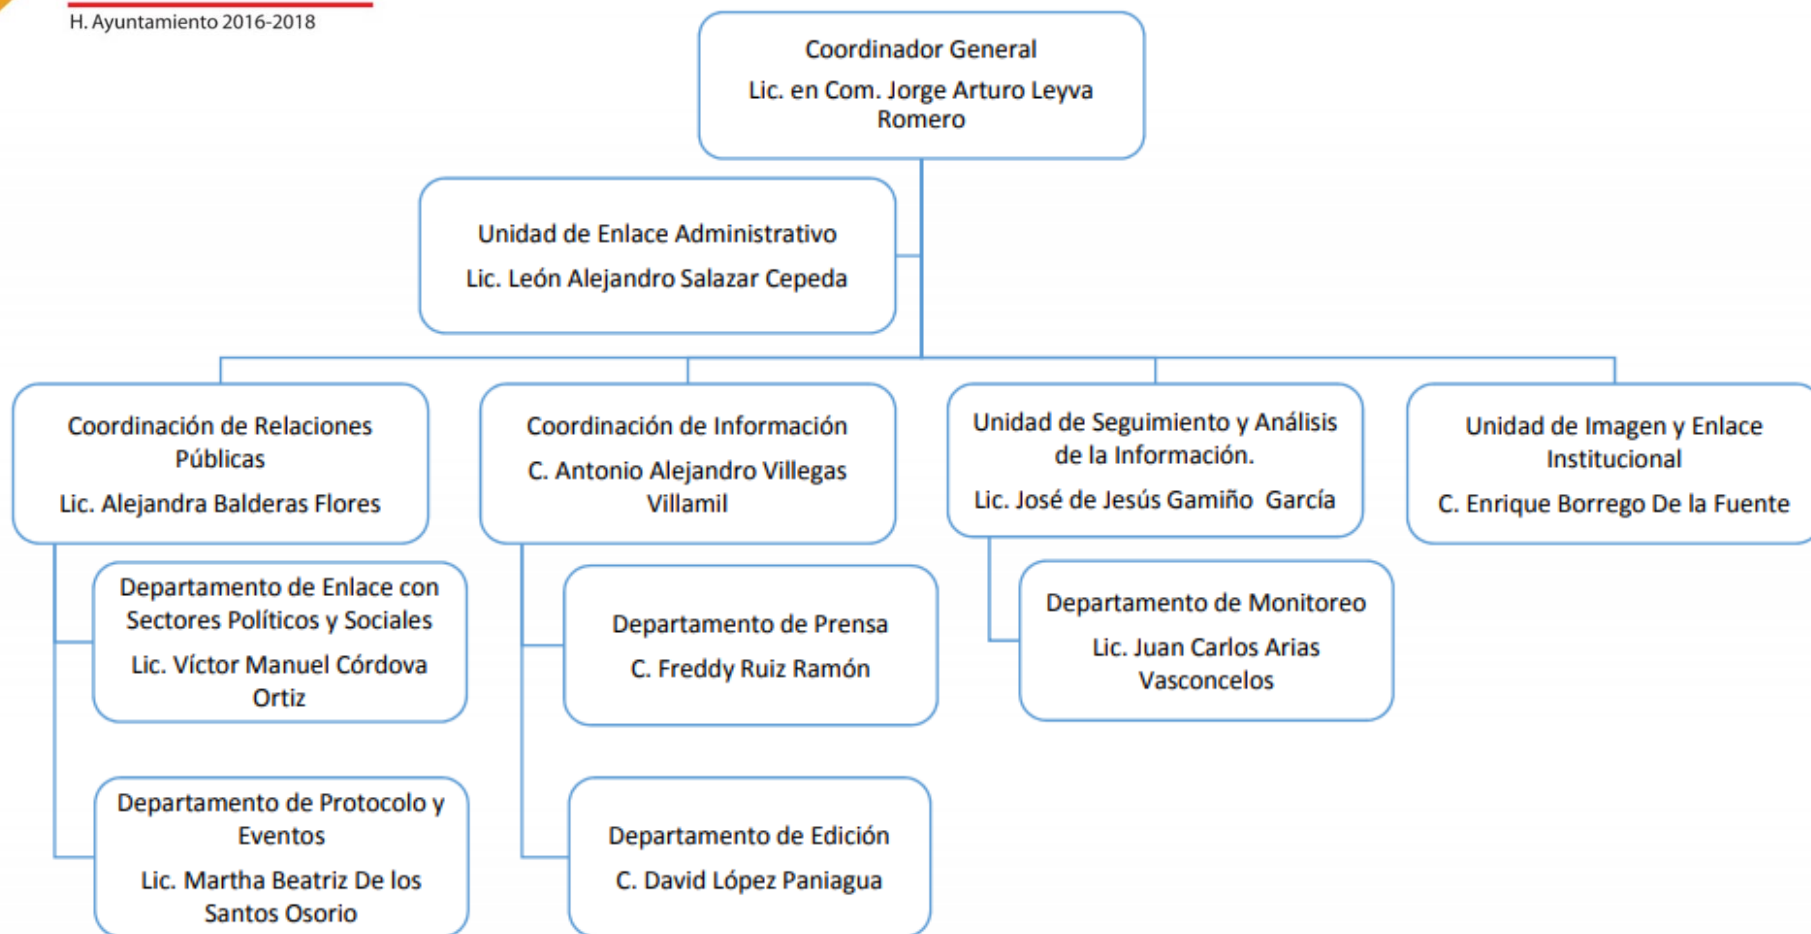 H. Ayuntamiento 2016-2018
Coordinador General
Lic. en Com. Jorge Arturo Leyva
Romero
Unidad de Enlace Administrativo
Lic. León Alejandro Salazar Cepeda
Coordinación de Relaciones
Públicas
Lic. Alejandra Balderas Flores
Coordinación de Información
C. Antonio Alejandro Villegas
Villamil
Unidad de Seguimiento y Análisis
de la Información.
Lic. José de Jesús Gamiño  García
Unidad de Imagen y Enlace
Institucional
C. Enrique Borrego De la Fuente
Departamento de Enlace con
Sectores Políticos y Sociales
Lic. Víctor Manuel Córdova
Ortiz
Departamento de Prensa
C. Freddy Ruiz Ramón
Departamento de Monitoreo
Lic. Juan Carlos Arias
Vasconcelos
Departamento de Protocolo y
Eventos
Lic. Martha Beatriz De los
Santos Osorio
Departamento de Edición
C. David López Paniagua